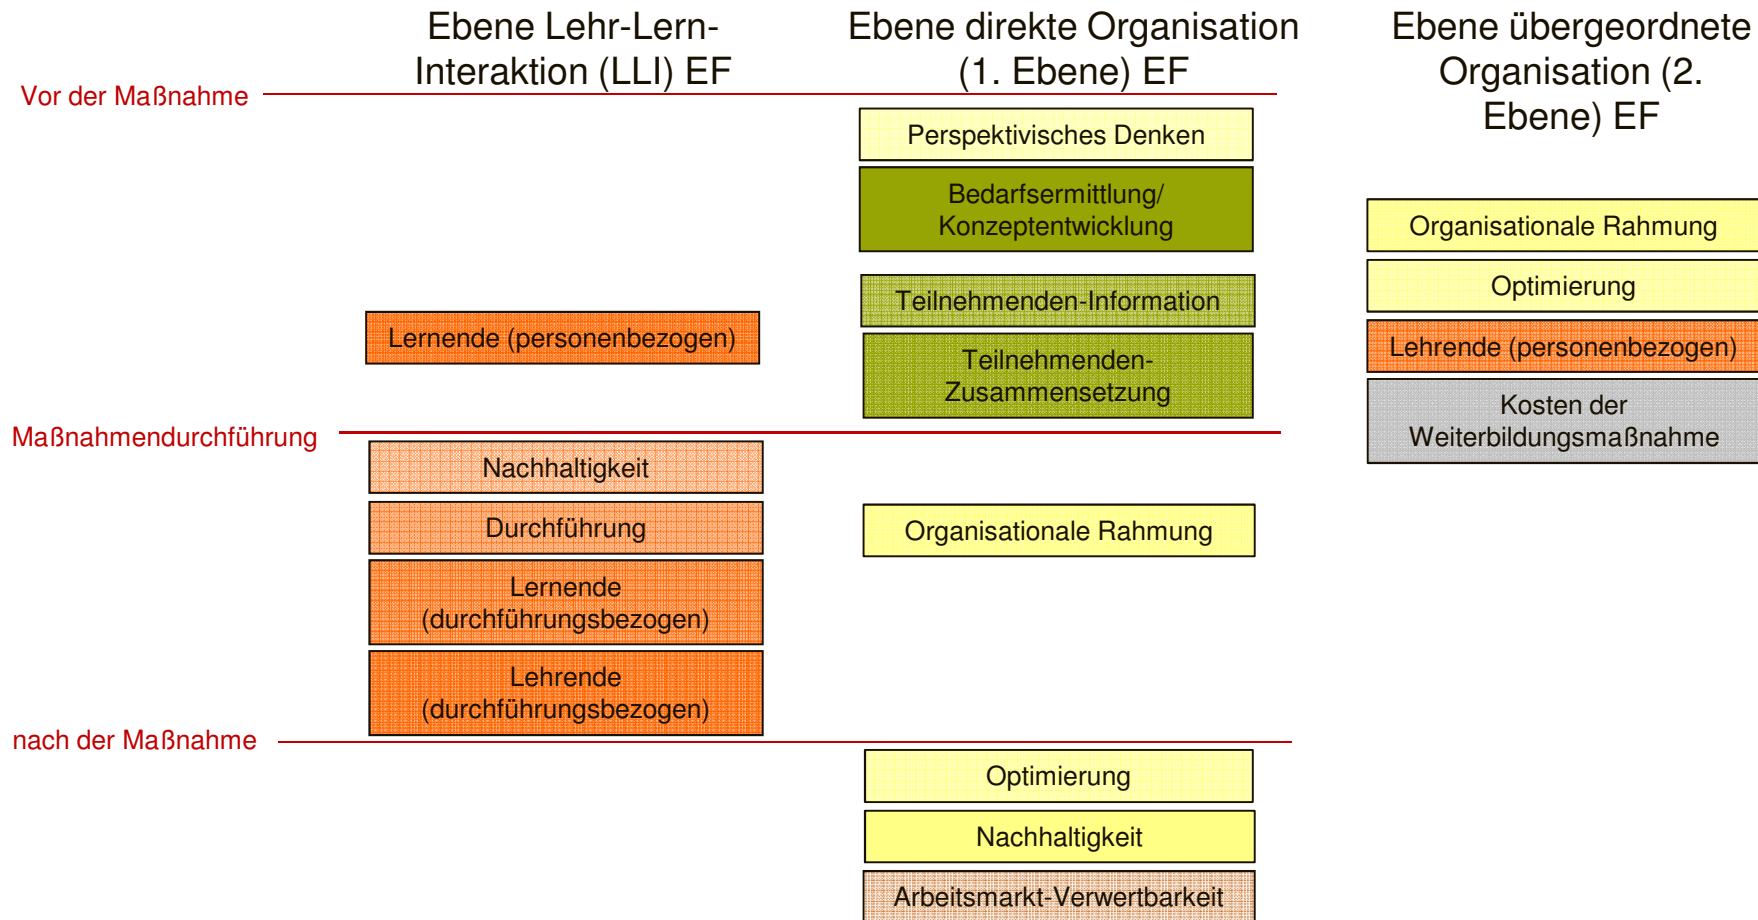 Ebene Lehr-Lern-
Interaktion (LLI) EF
Ebene direkte Organisation
(1. Ebene) EF
Ebene übergeordnete
Organisation (2.
Ebene) EF
Vor der Maßnahme
Perspektivisches Denken
Bedarfsermittlung/
Konzeptentwicklung
Teilnehmenden-Information
Teilnehmenden-
Zusammensetzung
Lernende (personenbezogen)
Organisationale Rahmung
Optimierung
Lehrende (personenbezogen)
Kosten der
Weiterbildungsmaßnahme
Maßnahmendurchführung
Nachhaltigkeit
Durchführung
Lernende
(durchführungsbezogen)
Lehrende
(durchführungsbezogen)
Organisationale Rahmung
nach der Maßnahme
Optimierung
Nachhaltigkeit
Arbeitsmarkt-Verwertbarkeit